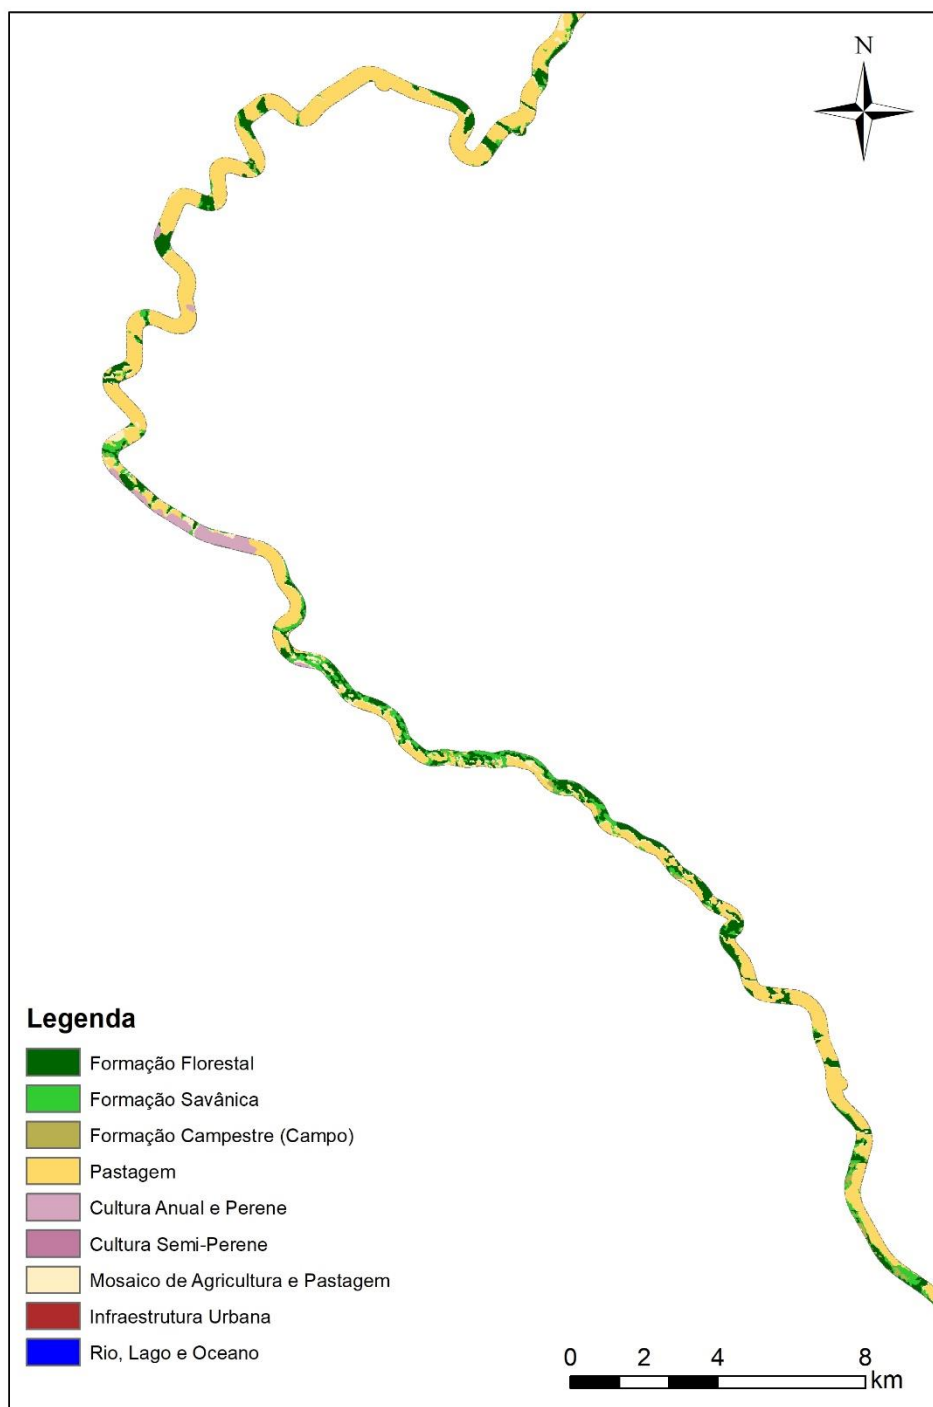 N
Legenda
Formação Florestal
Formação Savânica
Formação Campestre (Campo)
Pastagem
Cultura Anual e Perene
Cultura Semi-Perene
Mosaico de Agricultura e Pastagem
Infraestrutura Urbana
Rio, Lago e Oceano
0 2 4 8
km